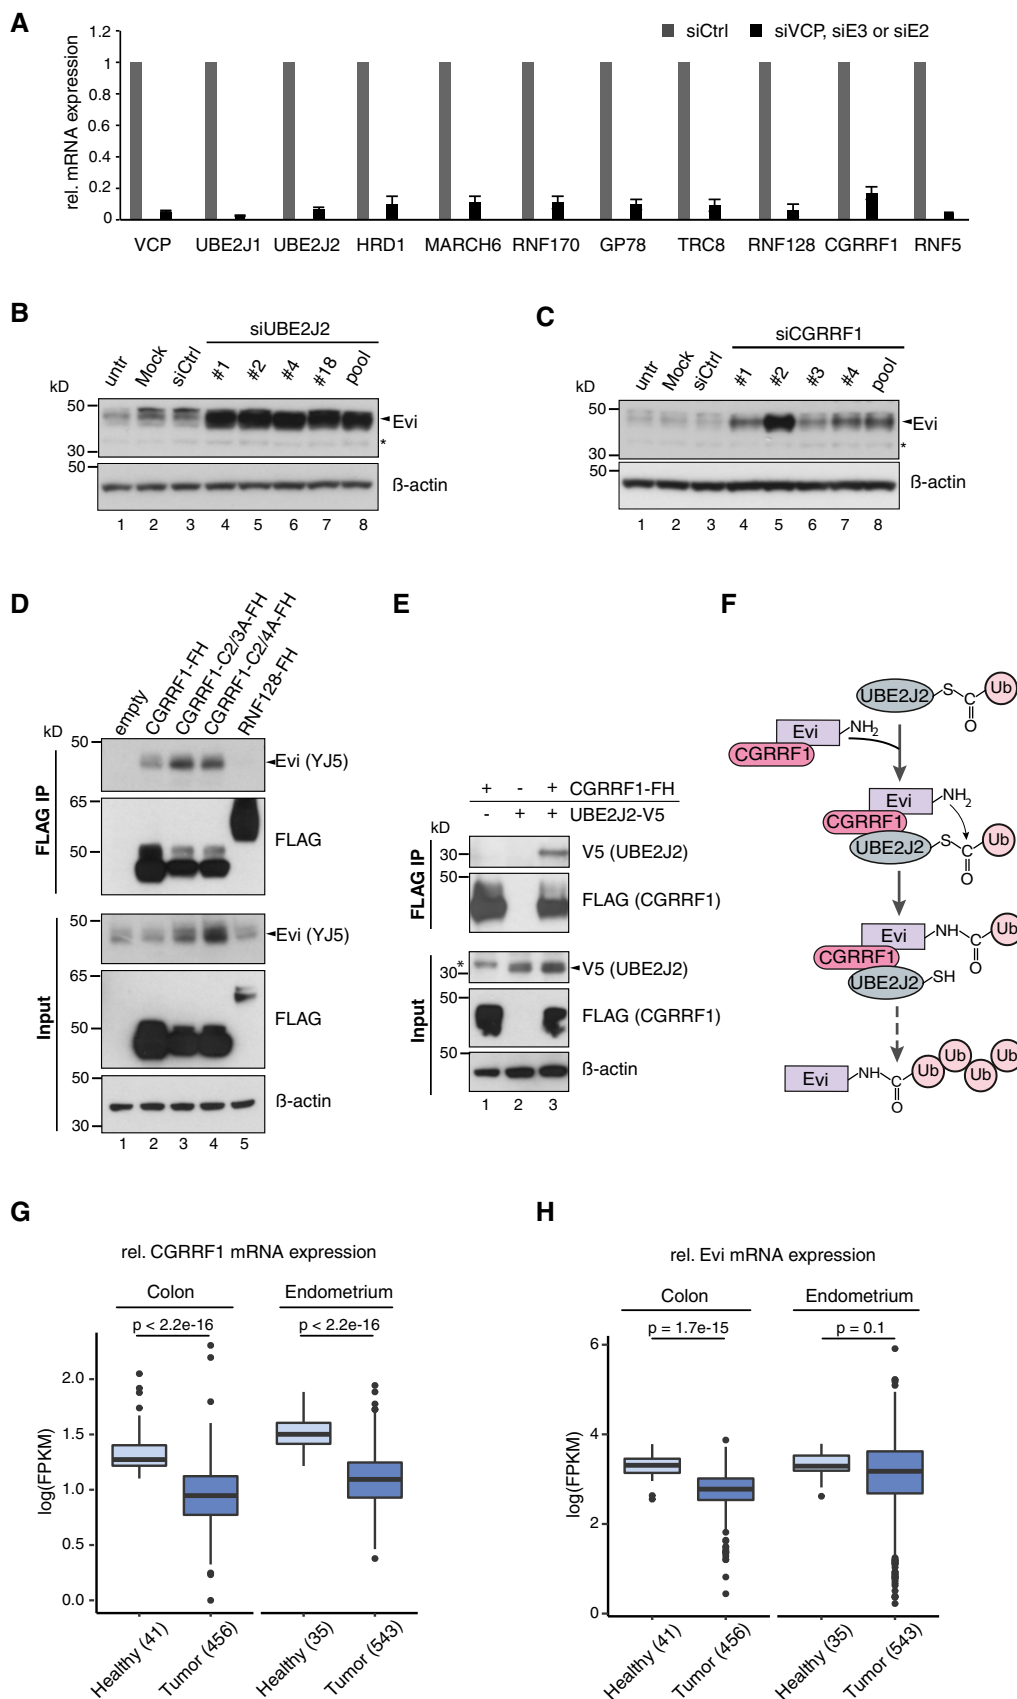 A
siCtrl
siVCP, siE3 or siE2
rel. mRNA expression
1.2
1
0.8
0.6
0.4
0.2
0
VCP UBE2J1 UBE2J2 HRD1 MARCH6 RNF170 GP78 TRC8 RNF128 CGRRF1 RNF5
B
siUBE2J2
untr Mock siCtrl #1 #2 #4 #18 pool
kD
50
Evi
*
30
50
ß-actin
1 2 3 4 5 6 7 8
C
siCGRRF1
untr Mock siCtrl #1 #2 #3 #4 pool
kD
50
Evi
*
30
50
ß-actin
1 2 3 4 5 6 7 8
D
empty CGRRF1-FH CGRRF1-C2/3A-FH CGRRF1-C2/4A-FH RNF128-FH
kD
FLAG IP
50
Evi (YJ5)
65
50
FLAG
Input
50
Evi (YJ5)
65
50
FLAG
50
ß-actin
30
1 2 3 4 5
E
+ - + CGRRF1-FH
- + + UBE2J2-V5
kD
FLAG IP
30
V5 (UBE2J2)
50
FLAG (CGRRF1)
Input
*
30
V5 (UBE2J2)
50
FLAG (CGRRF1)
50
ß-actin
1 2 3
F
UBE2J2 S C O Ub
Evi NH2
CGRRF1
Evi NH2
CGRRF1
UBE2J2 S C O Ub
Evi NH C O Ub
CGRRF1
UBE2J2 SH
Evi NH C O Ub Ub Ub Ub
G
rel. CGRRF1 mRNA expression
Colon Endometrium
p < 2.2e-16 p < 2.2e-16
log(FPKM)
2.0
1.5
1.0
0.5
0.0
Healthy (41) Tumor (456) Healthy (35) Tumor (543)
H
rel. Evi mRNA expression
Colon Endometrium
p = 1.7e-15 p = 0.1
log(FPKM)
6
4
2
0
Healthy (41) Tumor (456) Healthy (35) Tumor (543)